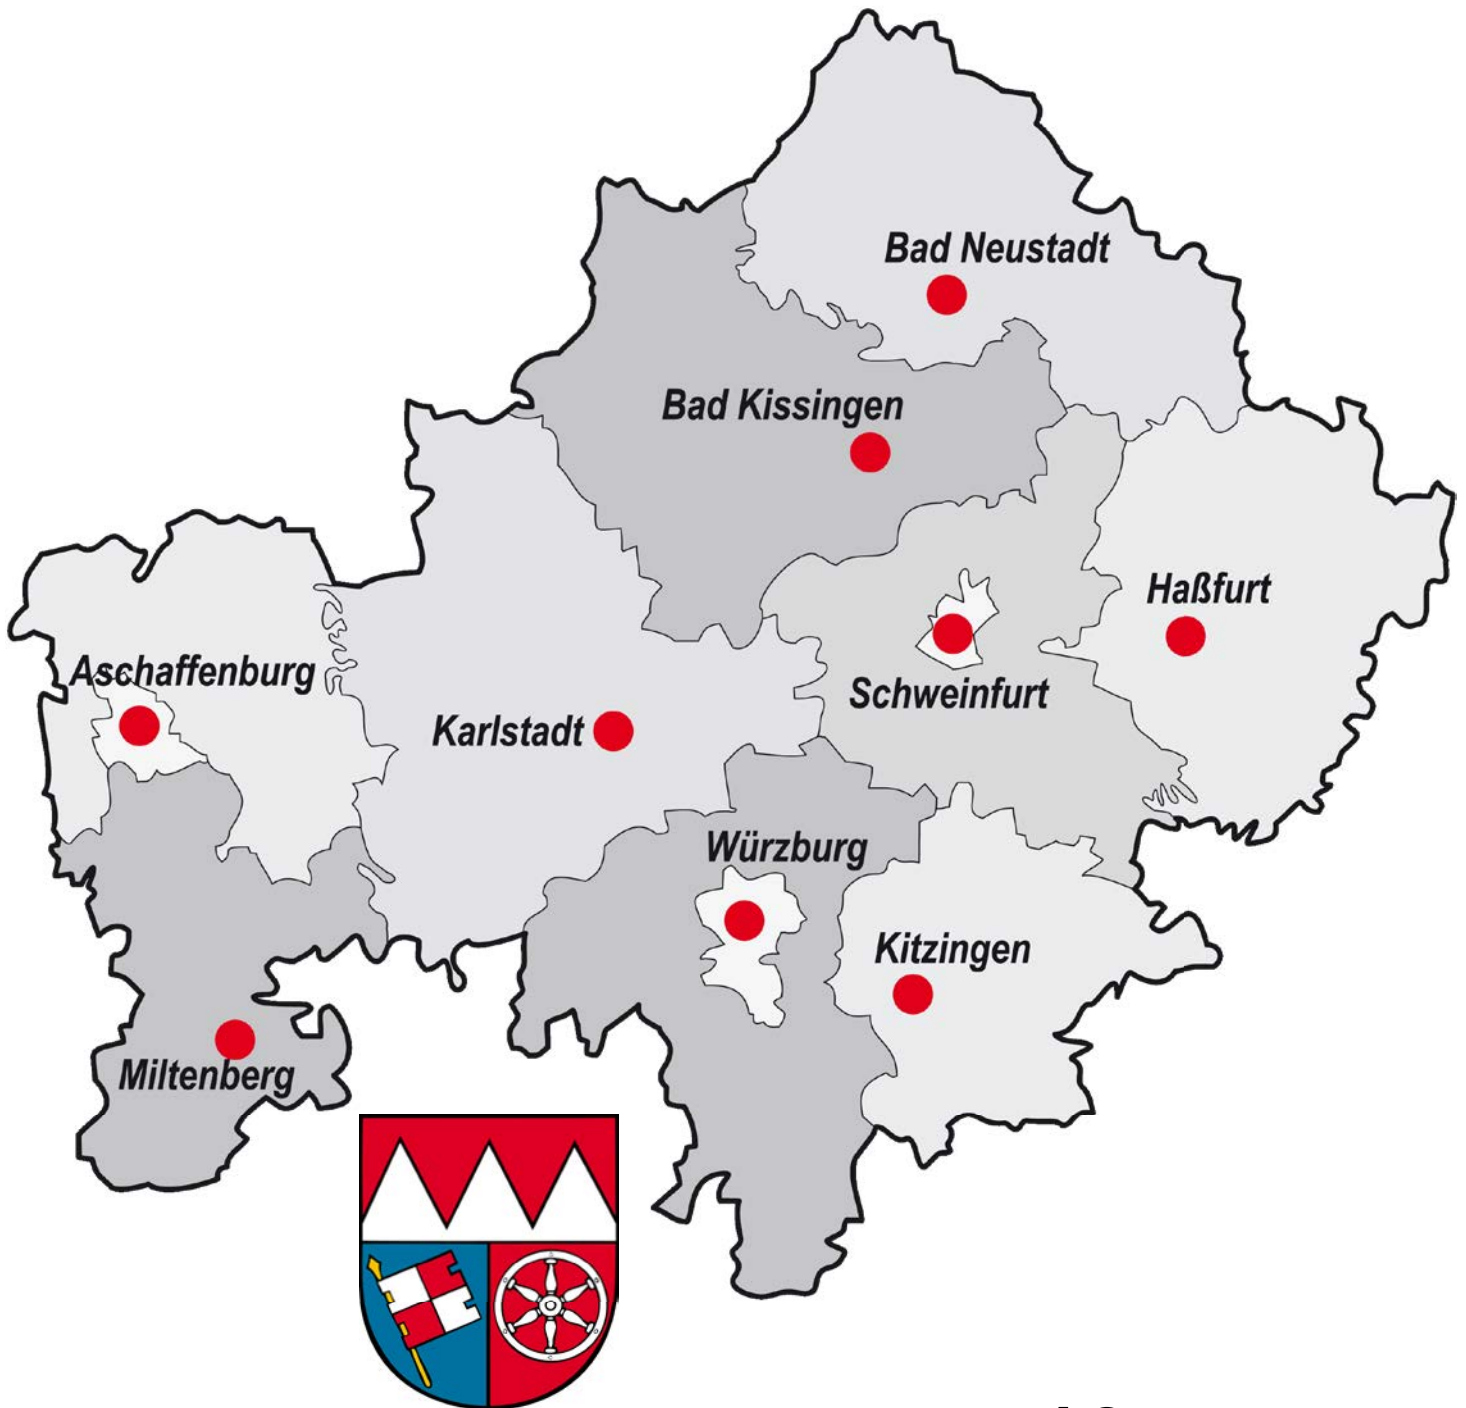 Bad Neustadt
Bad Kissingen
Haßfurt
Aschaffenburg
Schweinfurt
Karlstadt
Würzburg
Kitzingen
Miltenberg